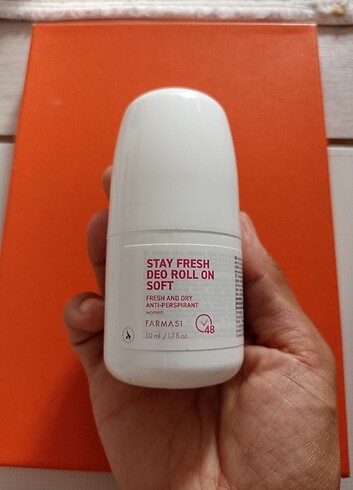 STAY FRESH
DEO ROLL ON
SOFT
FRESH AND DRY
ANTI-PERSPIRANT
women
FARMASi
48
50 ml / 1.7 fl.oz.